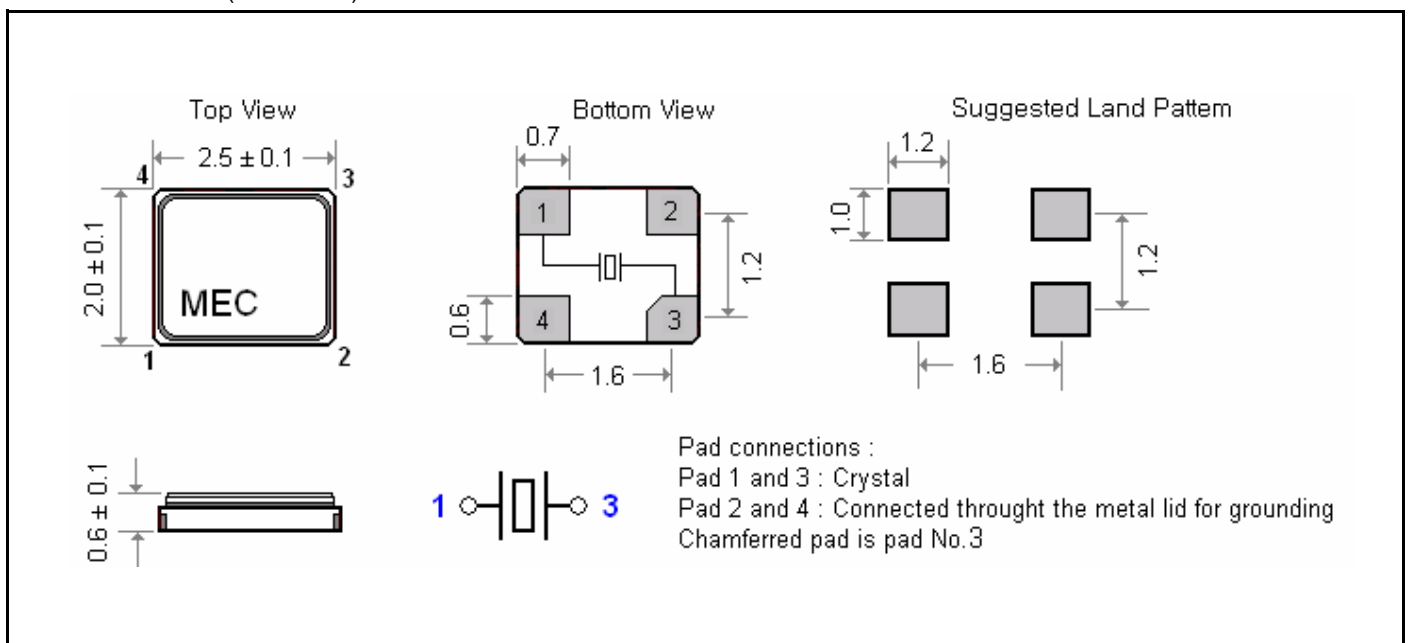 Top View
Bottom View
Suggested Land Pattem
0.7
1.2
4
2.5 ± 0.1
3
2.0 ± 0.1
MEC
1
2
1
2
1.2
0.6
4
3
1.6
1.0
1.2
1.6
0.6 ± 0.1
1
3
Pad connections :
Pad 1 and 3 : Crystal
Pad 2 and 4 : Connected throught the metal lid for grounding
Chamferred pad is pad No.3